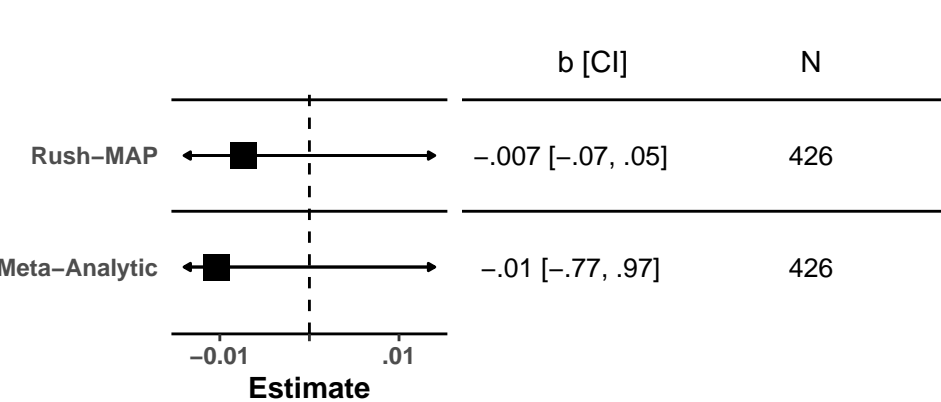 b [CI] N
Rush−MAP −.007 [−.07, .05] 426
Meta−Analytic −.01 [−.77, .97] 426
−0.01 .01
Estimate